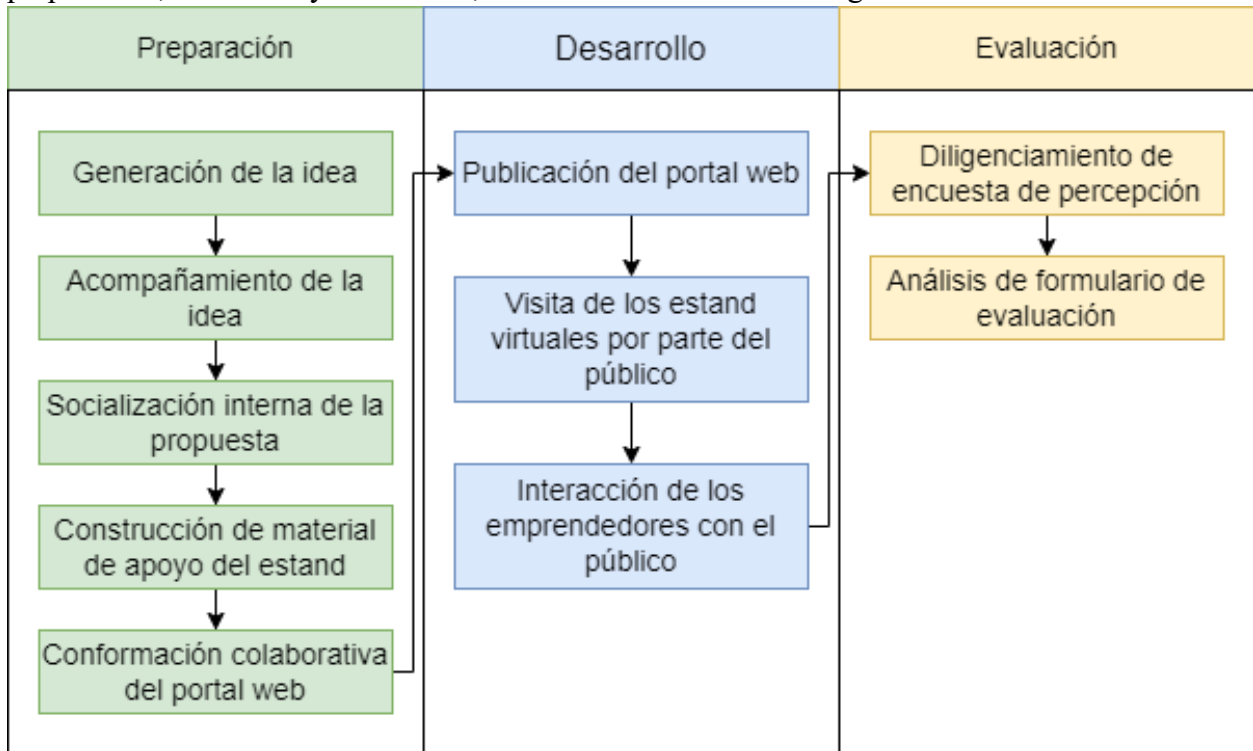 Preparación
Desarrollo
Evaluación
Generación de la idea
Acompañamiento de la
idea
Socialización interna de la
propuesta
Construcción de material
de apoyo del estand
Conformación colaborativa
del portal web
Publicación del portal web
Visita de los estand
virtuales por parte del
público
Interacción de los
emprendedores con el
público
Diligenciamiento de
encuesta de percepción
Análisis de formulario de
evaluación